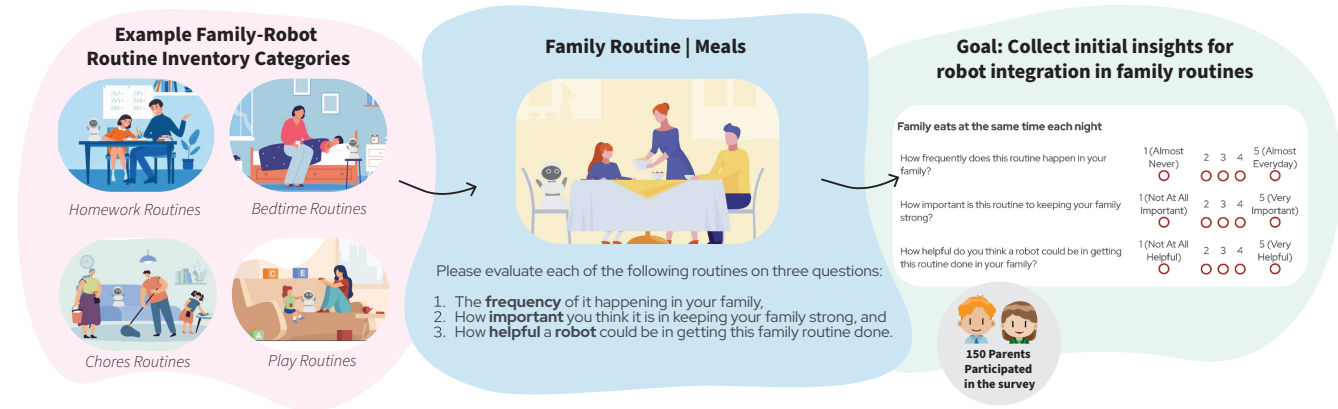 Example Family-Robot
Routine Inventory Categories
Homework Routines
Bedtime Routines
Chores Routines
Play Routines
Family Routine | Meals
Please evaluate each of the following routines on three questions:
1. The frequency of it happening in your family,
2. How important you think it is in keeping your family strong, and
3. How helpful a robot could be in getting this family routine done.
Goal: Collect initial insights for
robot integration in family routines
Family eats at the same time each night
How frequently does this routine happen in your
family?
1 (Almost
Never)
2 3 4
5 (Almost
Everyday)
How important is this routine to keeping your family
strong?
1 (Not At All
Important)
2 3 4
5 (Very
Important)
How helpful do you think a robot could be in getting
this routine done in your family?
1 (Not At All
Helpful)
2 3 4
5 (Very
Helpful)
150 Parents
Participated
in the survey
C
E
A